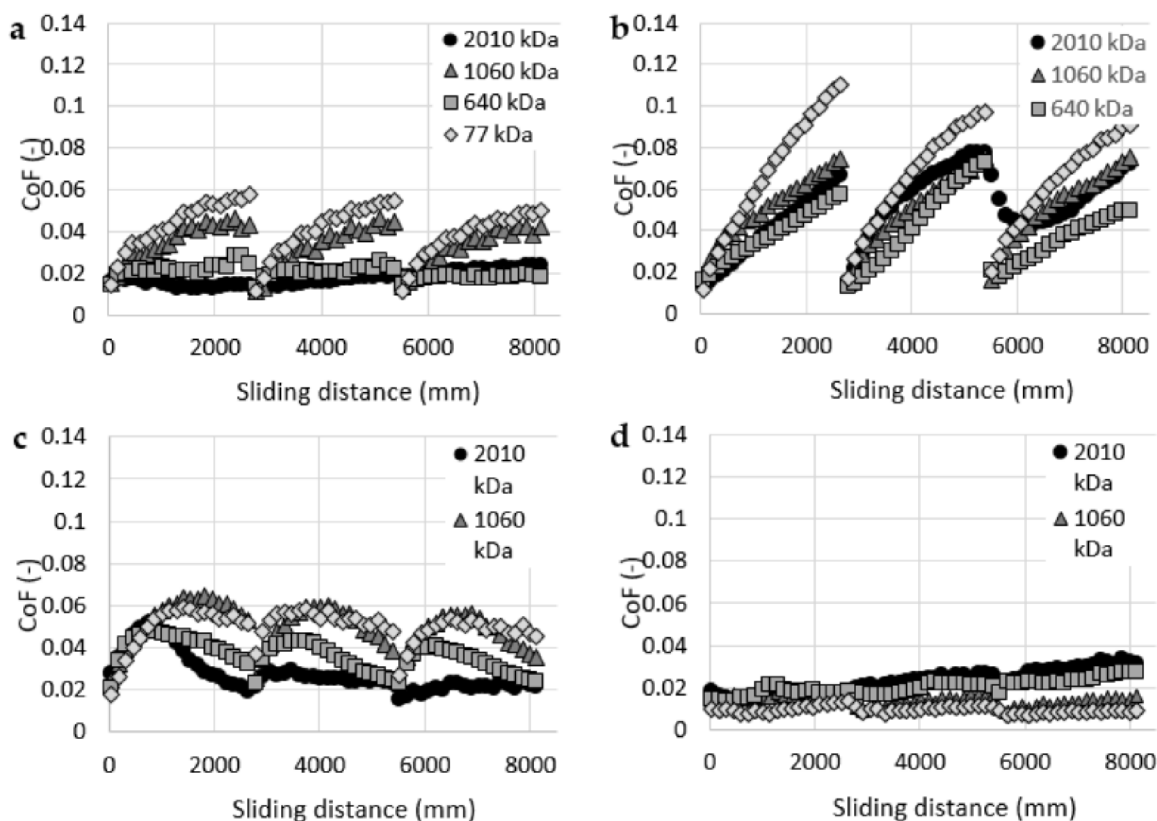 a
0.14
0.12
0.1
0.08
0.06
0.04
0.02
0
CoF (-)
2010 kDa
1060 kDa
640 kDa
77 kDa
0 2000 4000 6000 8000
Sliding distance (mm)
b
0.14
0.12
0.1
0.08
0.06
0.04
0.02
0
CoF (-)
2010 kDa
1060 kDa
640 kDa
0 2000 4000 6000 8000
Sliding distance (mm)
c
0.14
0.12
0.1
0.08
0.06
0.04
0.02
0
CoF (-)
2010
kDa
1060
kDa
0 2000 4000 6000 8000
Sliding distance (mm)
d
0.14
0.12
0.1
0.08
0.06
0.04
0.02
0
CoF (-)
2010
kDa
1060
kDa
0 2000 4000 6000 8000
Sliding distance (mm)